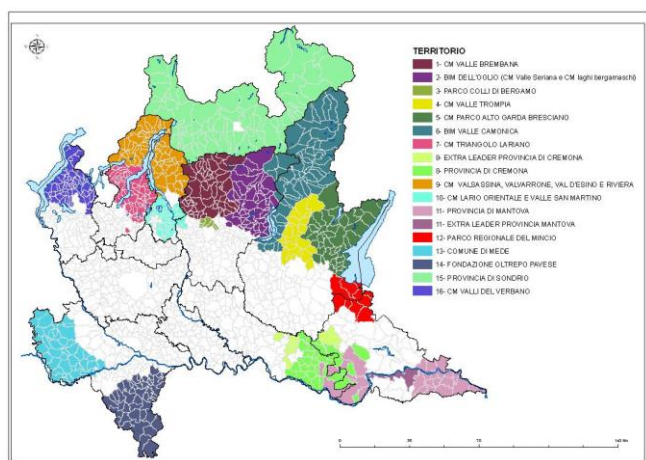 TERRITORIO
1- CM VALLE BREMBANA
2- BIM DELL'OGLIO (CM Valle Seriana e CM laghi bergamaschi)
3- PARCO COLLI DI BERGAMO
4- CM VALLE TROMPIA
5- CM PARCO ALTO GARDA BRESCIANO
6- BIM VALLE CAMONICA
7- CM TRIANGOLO LARIANO
8- EXTRA LEADER PROVINCIA DI CREMONA
8- PROVINCIA DI CREMONA
9- CM VALSASSINA, VALVARRONE, VAL D'ESINO E RIVIERA
10- CM LARIO ORIENTALE E VALLE SAN MARTINO
11- PROVINCIA DI MANTOVA
11- EXTRA LEADER PROVINCIA MANTOVA
12- PARCO REGIONALE DEL MINCIO
13- COMUNE DI MEDE
14- FONDAZIONE OLTREPO PAVESE
15- PROVINCIA DI SONDRIO
16- CM VALLI DEL VERBANO
0 35 70